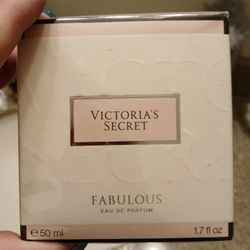 VICTORIA'S
SECRET
FABULOUS
EAU DE PARFUM
℮ 50 ml 1.7 fl oz